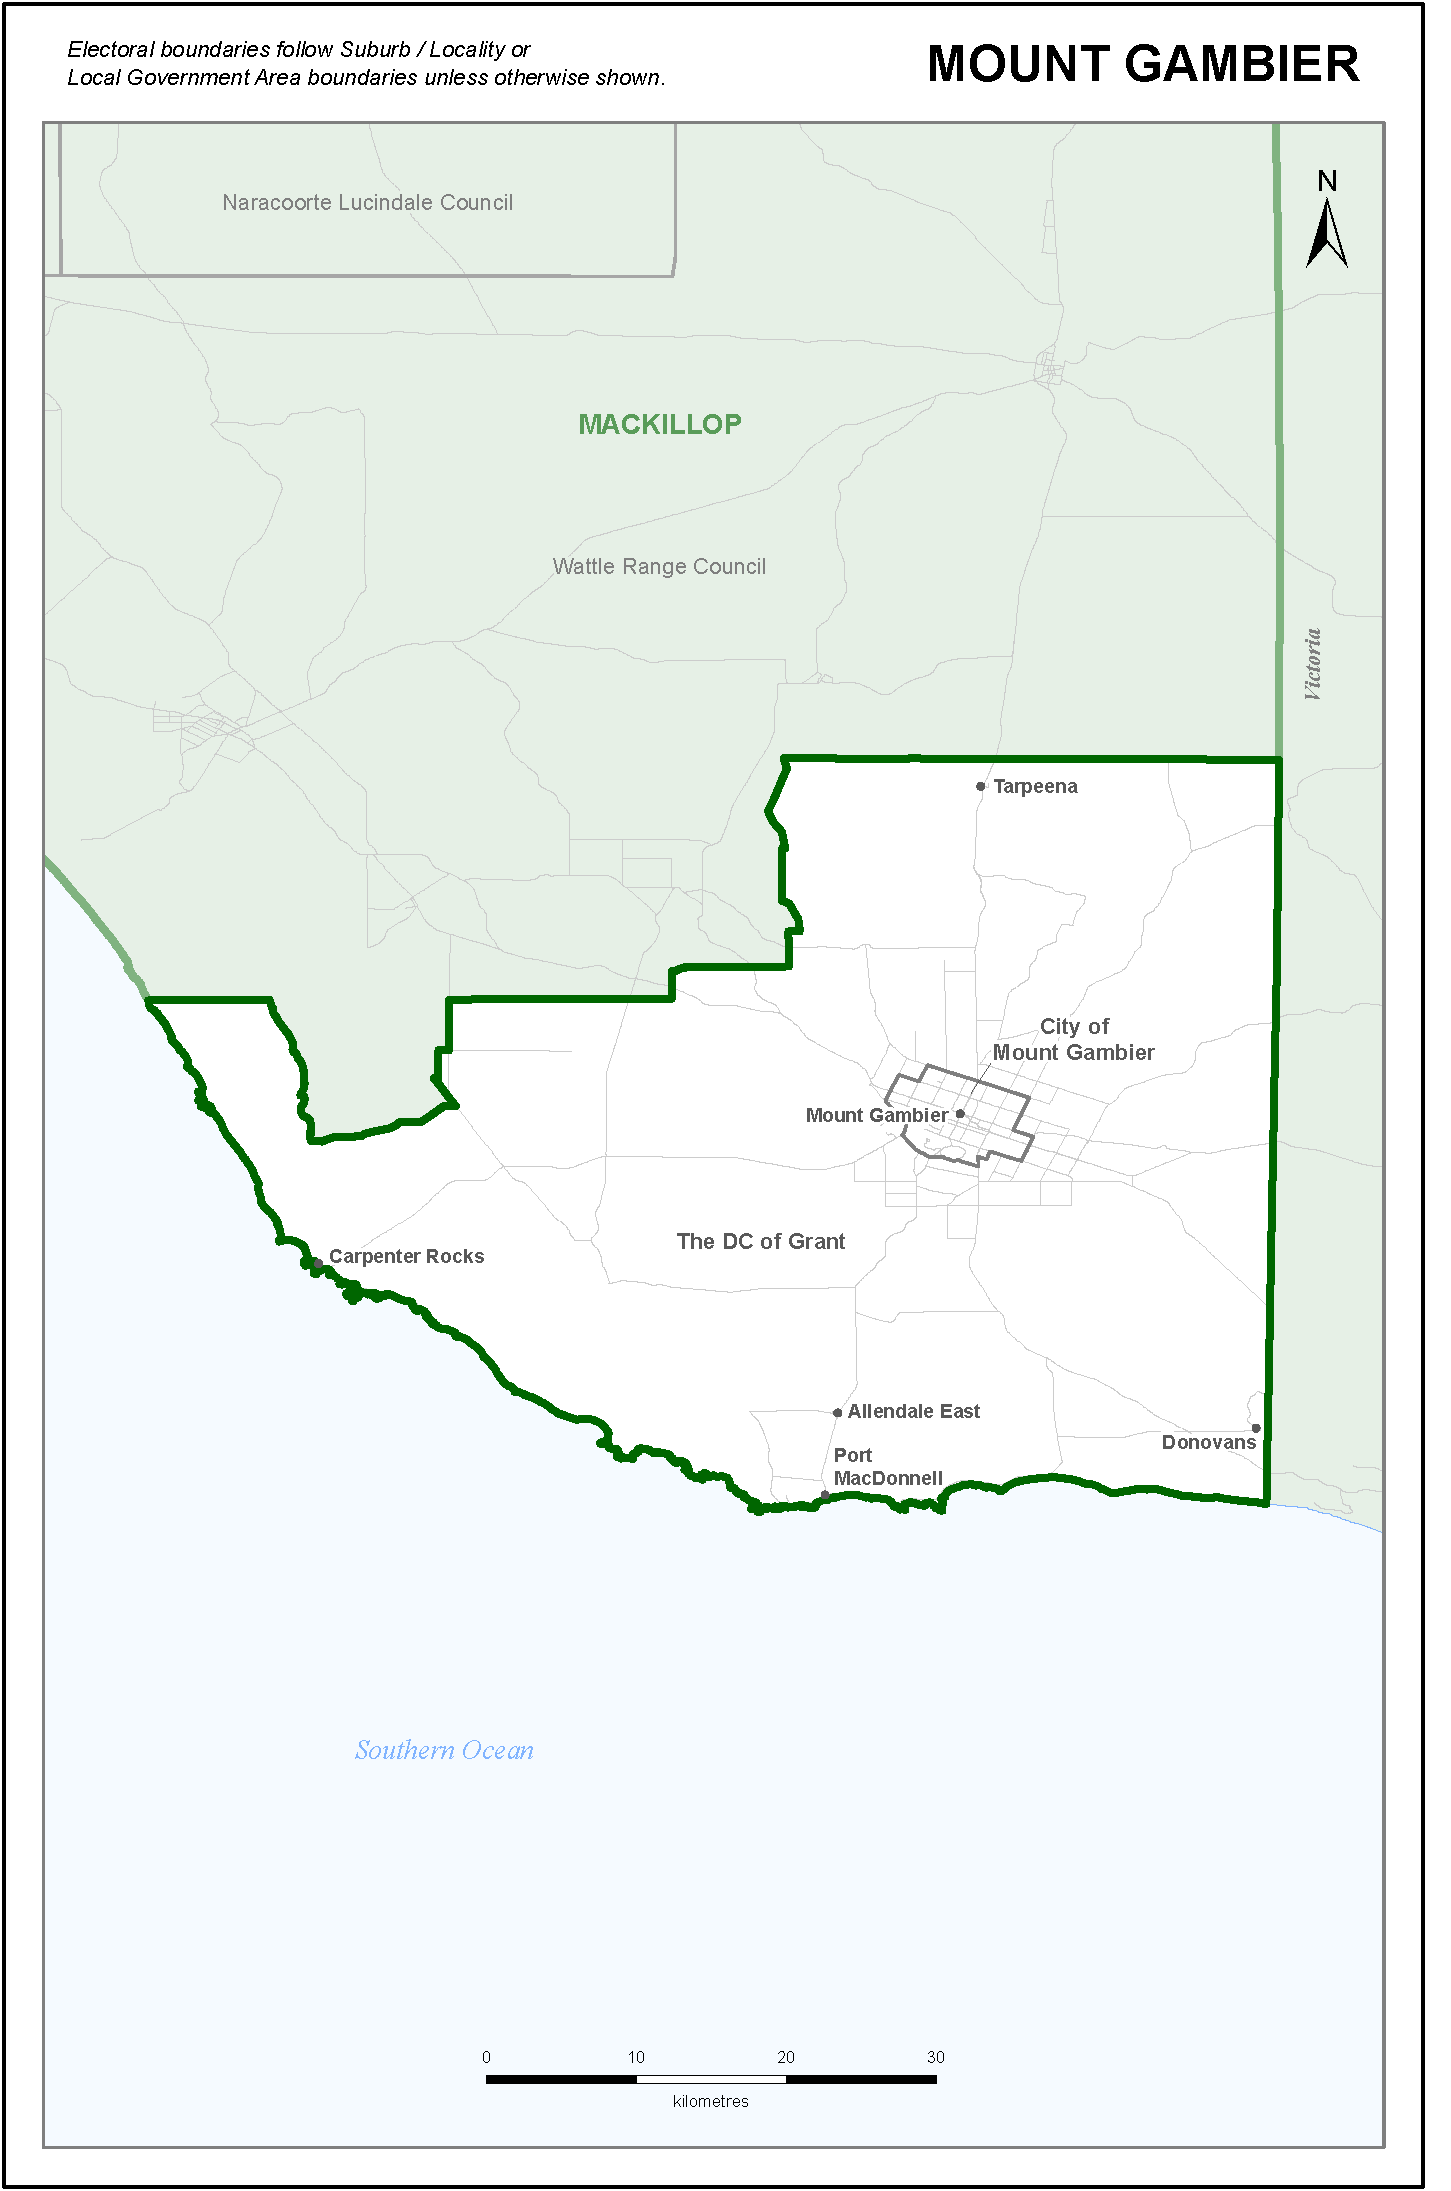 Electoral boundaries follow Suburb / Locality or
Local Government Area boundaries unless otherwise shown.
MOUNT GAMBIER
N
Naracoorte Lucindale Council
MACKILLOP
Wattle Range Council
Victoria
Tarpeena
City of
Mount Gambier
Mount Gambier
The DC of Grant
Carpenter Rocks
Allendale East
Donovans
Port
MacDonnell
Southern Ocean
0 10 20 30
kilometres